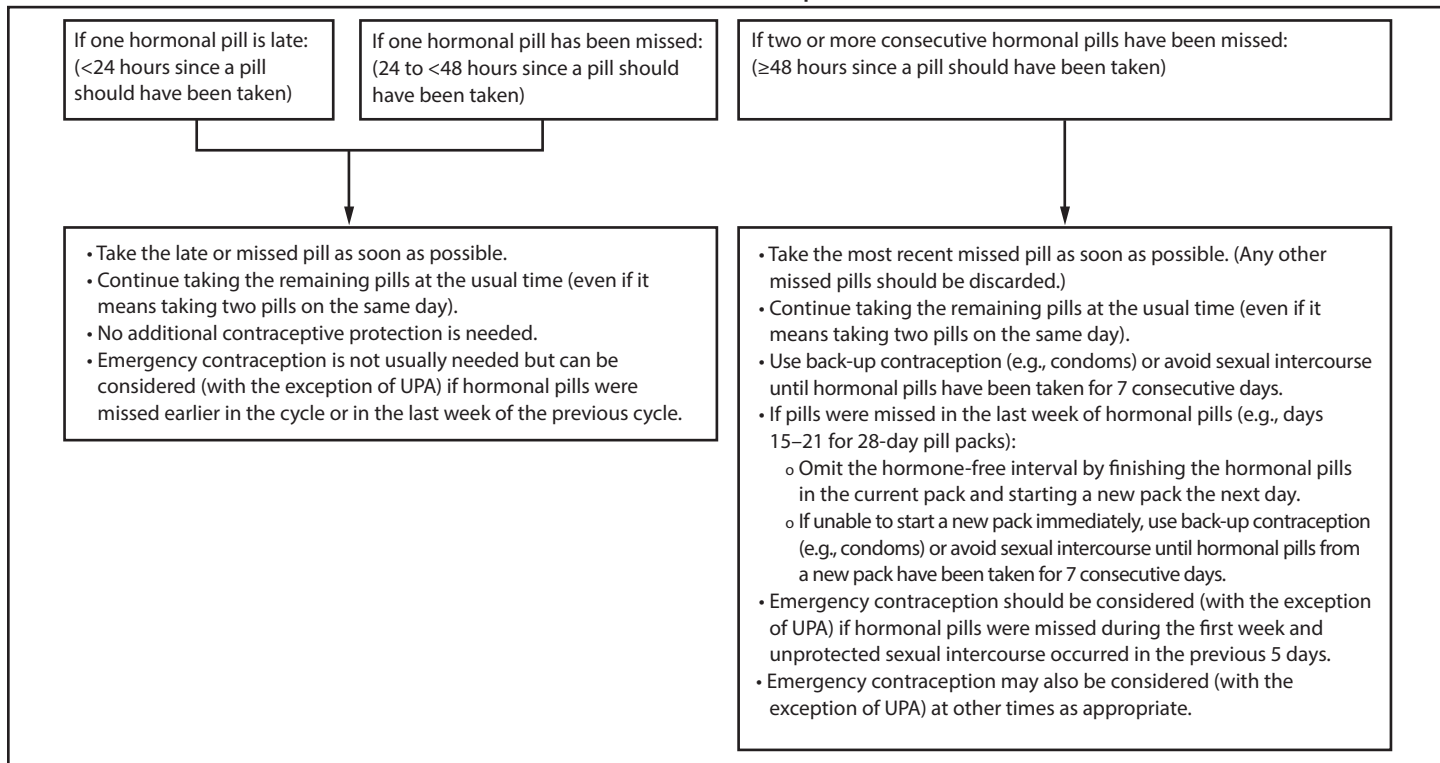 If one hormonal pill is late:
(<24 hours since a pill
should have been taken)
If one hormonal pill has been missed:
(24 to <48 hours since a pill should
have been taken)
If two or more consecutive hormonal pills have been missed:
(≥48 hours since a pill should have been taken)
• Take the late or missed pill as soon as possible.
• Continue taking the remaining pills at the usual time (even if it
means taking two pills on the same day).
• No additional contraceptive protection is needed.
• Emergency contraception is not usually needed but can be
considered (with the exception of UPA) if hormonal pills were
missed earlier in the cycle or in the last week of the previous cycle.
• Take the most recent missed pill as soon as possible. (Any other
missed pills should be discarded.)
• Continue taking the remaining pills at the usual time (even if it
means taking two pills on the same day).
• Use back-up contraception (e.g., condoms) or avoid sexual intercourse
until hormonal pills have been taken for 7 consecutive days.
• If pills were missed in the last week of hormonal pills (e.g., days
15–21 for 28-day pill packs):
o Omit the hormone-free interval by finishing the hormonal pills
in the current pack and starting a new pack the next day.
o If unable to start a new pack immediately, use back-up contraception
(e.g., condoms) or avoid sexual intercourse until hormonal pills from
a new pack have been taken for 7 consecutive days.
• Emergency contraception should be considered (with the exception
of UPA) if hormonal pills were missed during the first week and
unprotected sexual intercourse occurred in the previous 5 days.
• Emergency contraception may also be considered (with the
exception of UPA) at other times as appropriate.